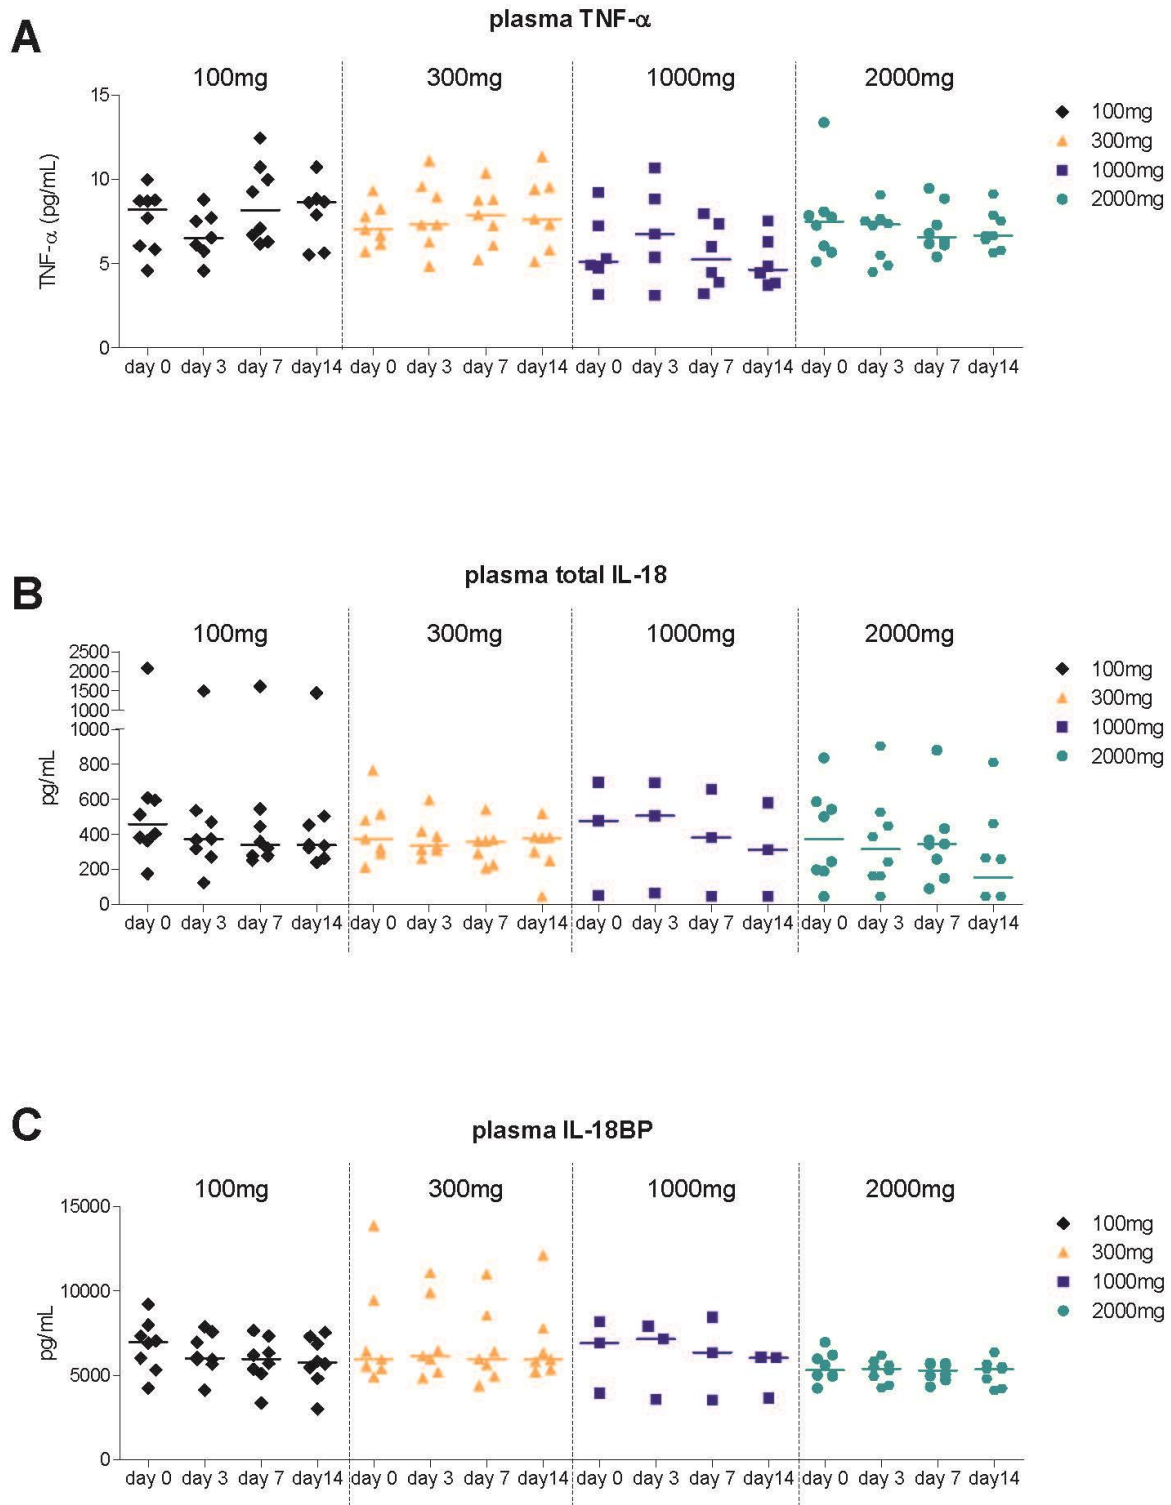 A
plasma TNF-α
100mg 300mg 1000mg 2000mg
TNF-α (pg/mL)
15
10
5
0
day 0 day 3 day 7 day14 day 0 day 3 day 7 day14 day 0 day 3 day 7 day14 day 0 day 3 day 7 day14
100mg
300mg
1000mg
2000mg
B
plasma total IL-18
100mg 300mg 1000mg 2000mg
pg/mL
2500
2000
1500
1000
1000
800
600
400
200
0
day 0 day 3 day 7 day14 day 0 day 3 day 7 day14 day 0 day 3 day 7 day14 day 0 day 3 day 7 day14
100mg
300mg
1000mg
2000mg
C
plasma IL-18BP
100mg 300mg 1000mg 2000mg
pg/mL
15000
10000
5000
0
day 0 day 3 day 7 day14 day 0 day 3 day 7 day14 day 0 day 3 day 7 day14 day 0 day 3 day 7 day14
100mg
300mg
1000mg
2000mg